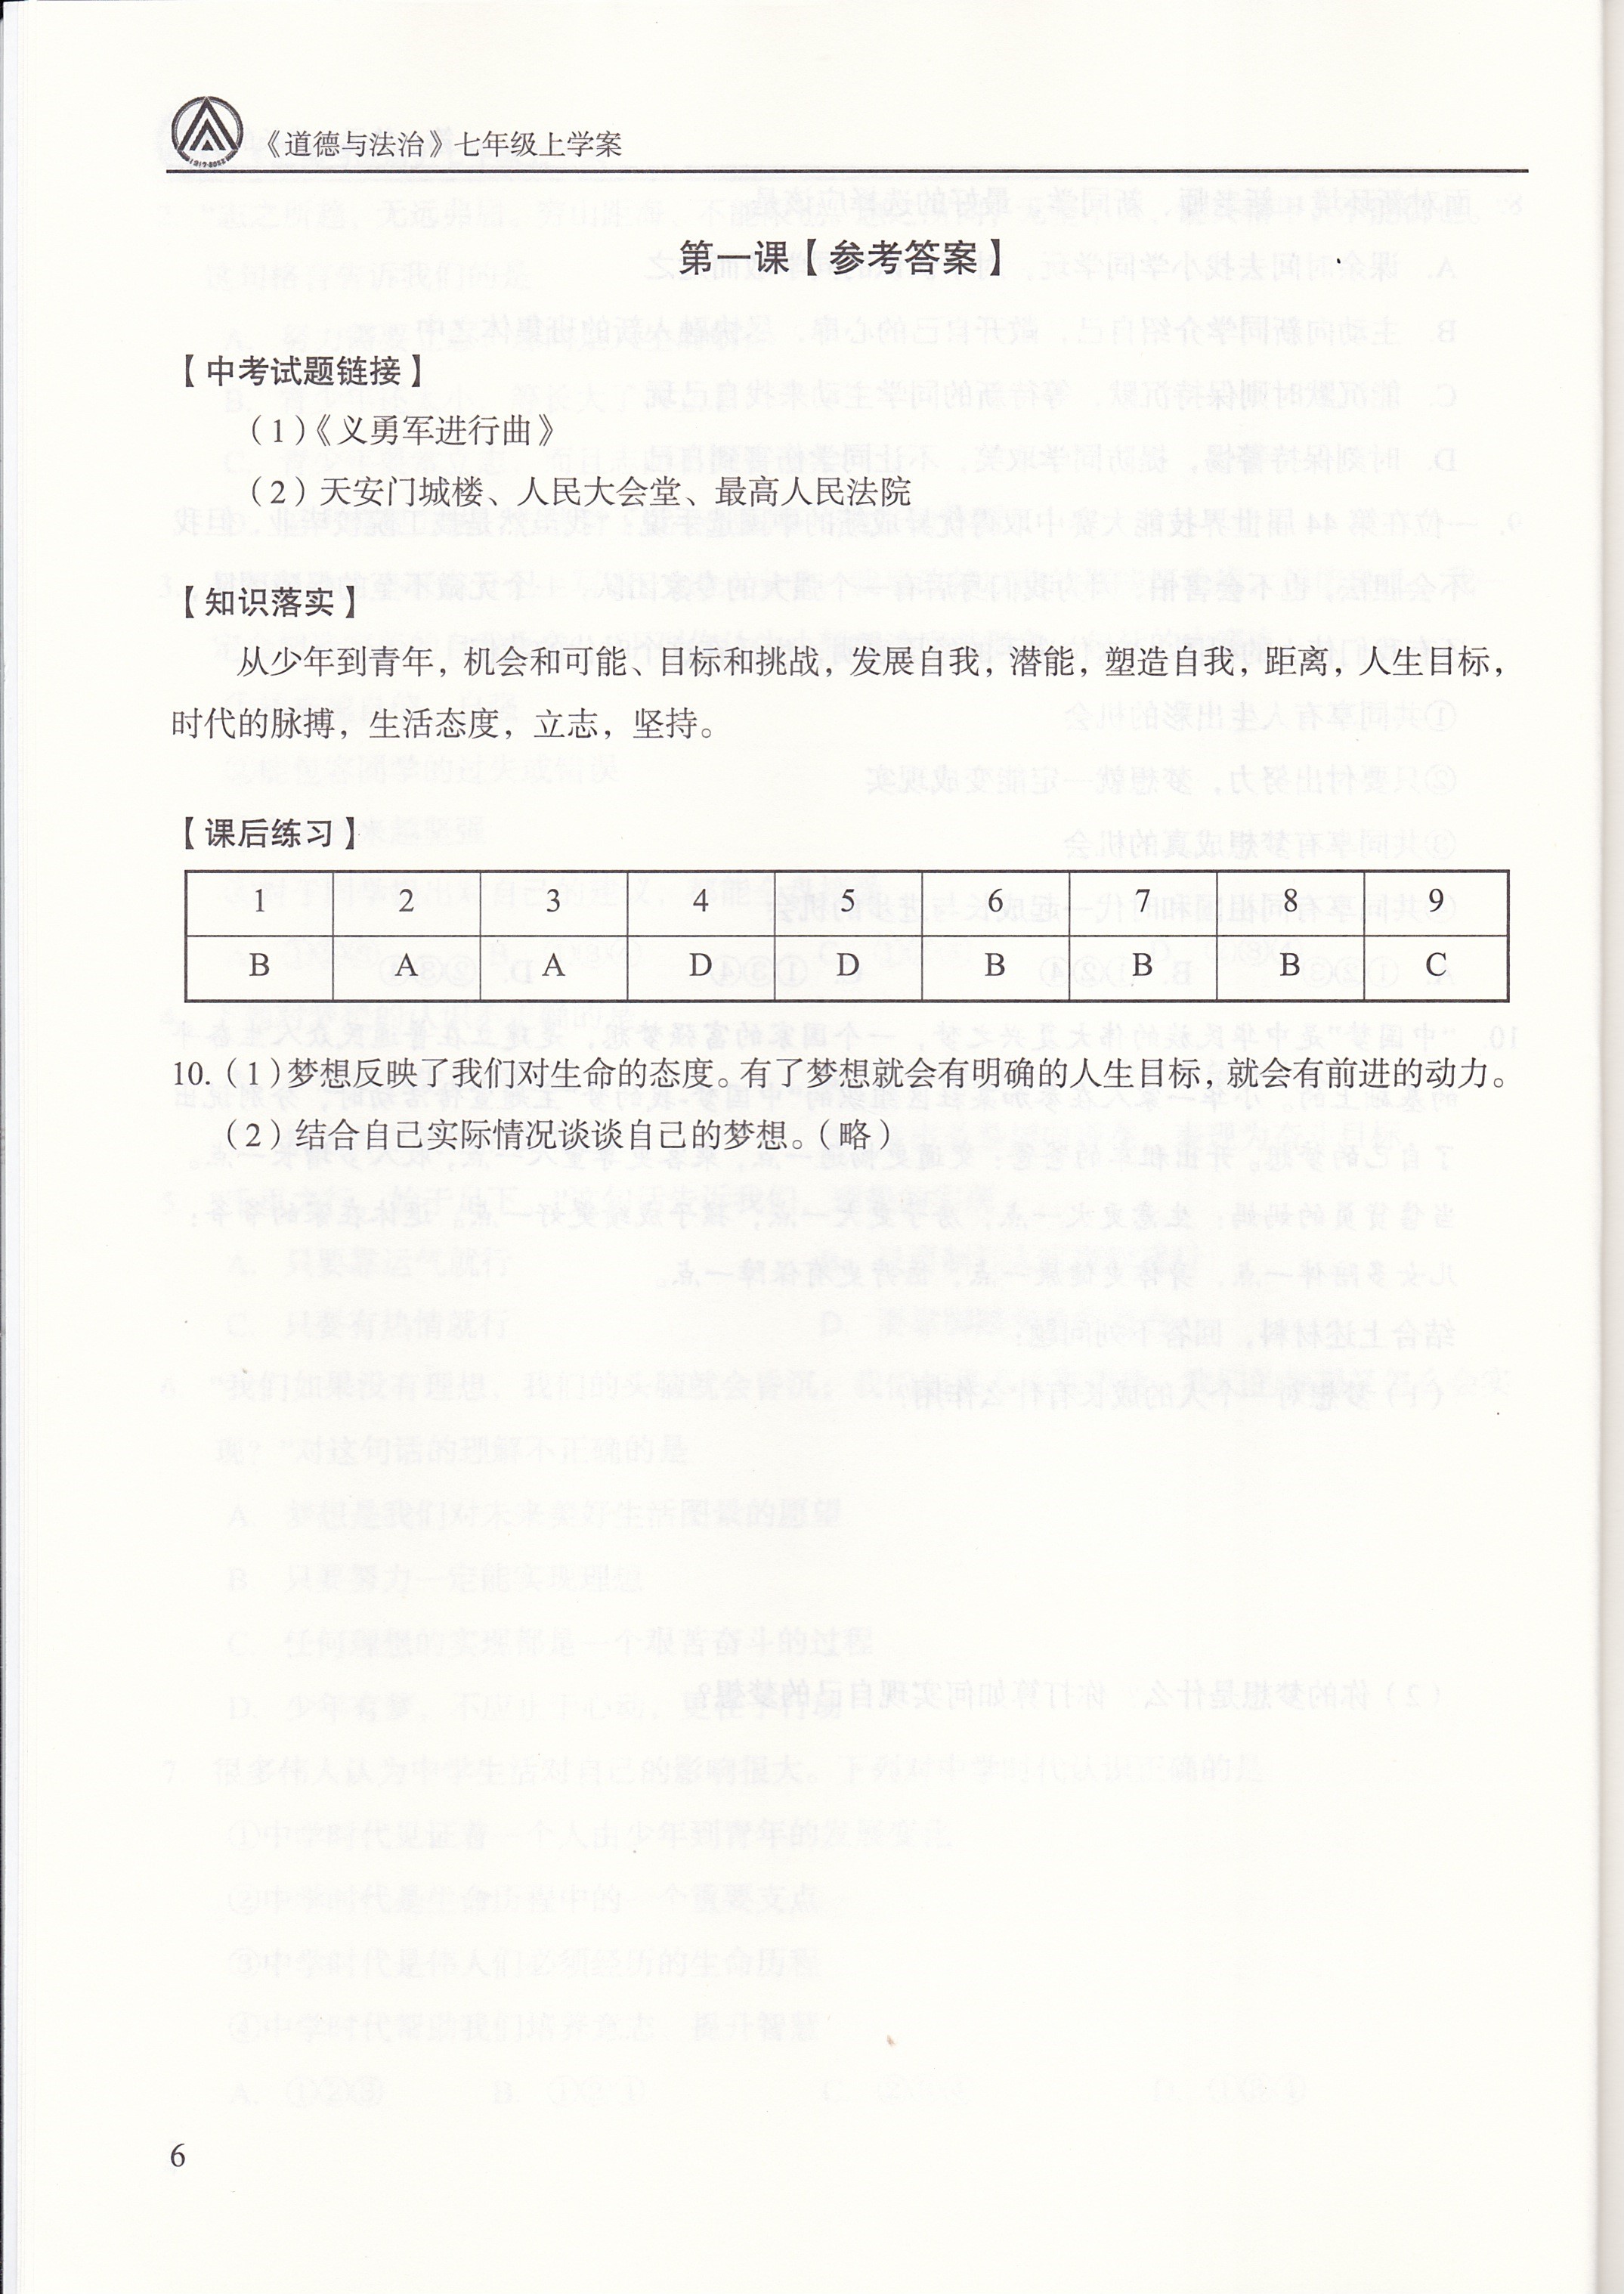 《道德与法治》七年级上学案
第一课【参考答案】
【中考试题链接】
（1）《义勇军进行曲》
（2）天安门城楼、人民大会堂、最高人民法院
【知识落实】
从少年到青年，机会和可能、目标和挑战，发展自我，潜能，塑造自我，距离，人生目标，
时代的脉搏，生活态度，立志，坚持。
【课后练习】
1 2 3 4 5 6 7 8 9
B A A D D B B B C
10.（1）梦想反映了我们对生命的态度。有了梦想就会有明确的人生目标，就会有前进的动力。
（2）结合自己实际情况谈谈自己的梦想。（略）
6